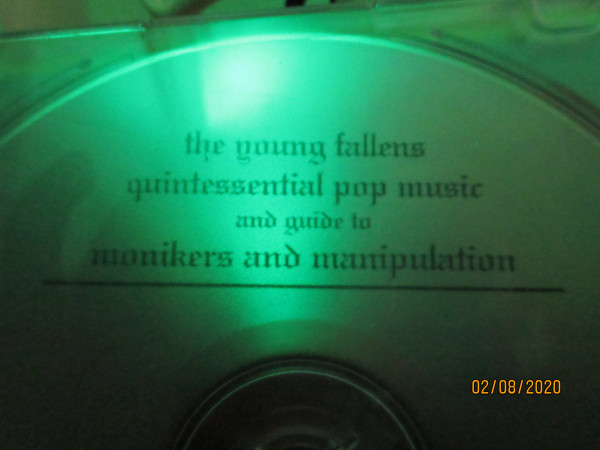 the young fallens
quintessential pop music
and guide to
monikers and manipulation
02/08/2020